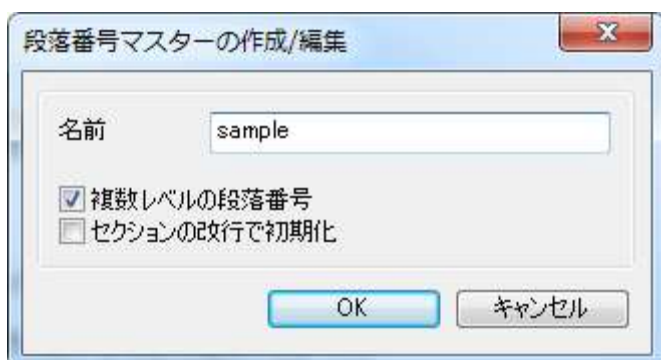 段落番号マスターの作成/編集
名前 sample
複数レベルの段落番号
セクションの改行で初期化
OK キャンセル